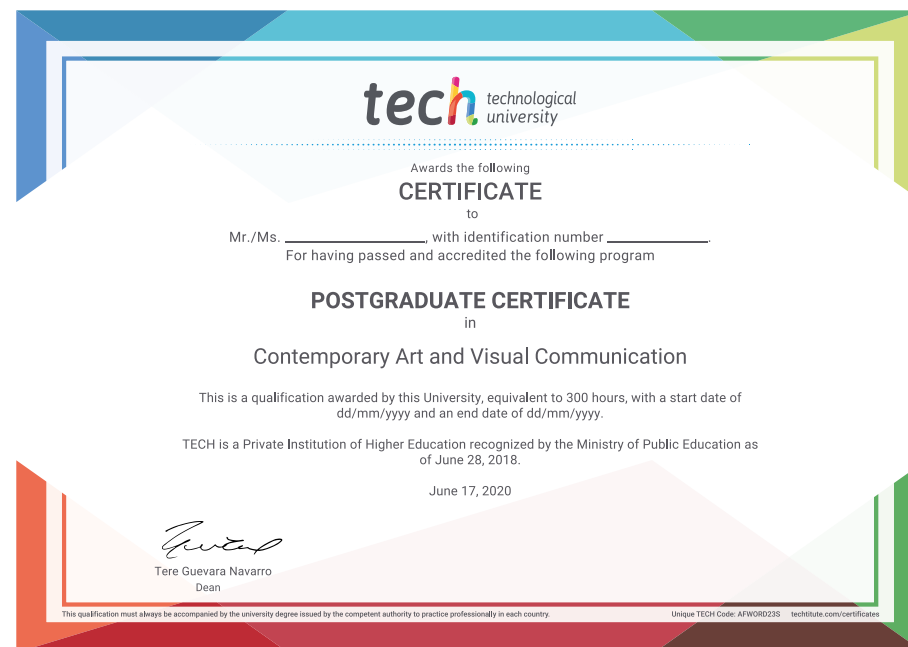 tech technological
university
Awards the following
CERTIFICATE
to
Mr./Ms. ____________, with identification number ____________.
For having passed and accredited the following program
POSTGRADUATE CERTIFICATE
in
Contemporary Art and Visual Communication
This is a qualification awarded by this University, equivalent to 300 hours, with a start date of
dd/mm/yyyy and an end date of dd/mm/yyyy.
TECH is a Private Institution of Higher Education recognized by the Ministry of Public Education as
of June 28, 2018.
June 17, 2020
Tere Guevara Navarro
Dean
This qualification must always be accompanied by the university degree issued by the competent authority to practice professionally in each country. Unique TECH Code: AFWORD23S techtitute.com/certificates